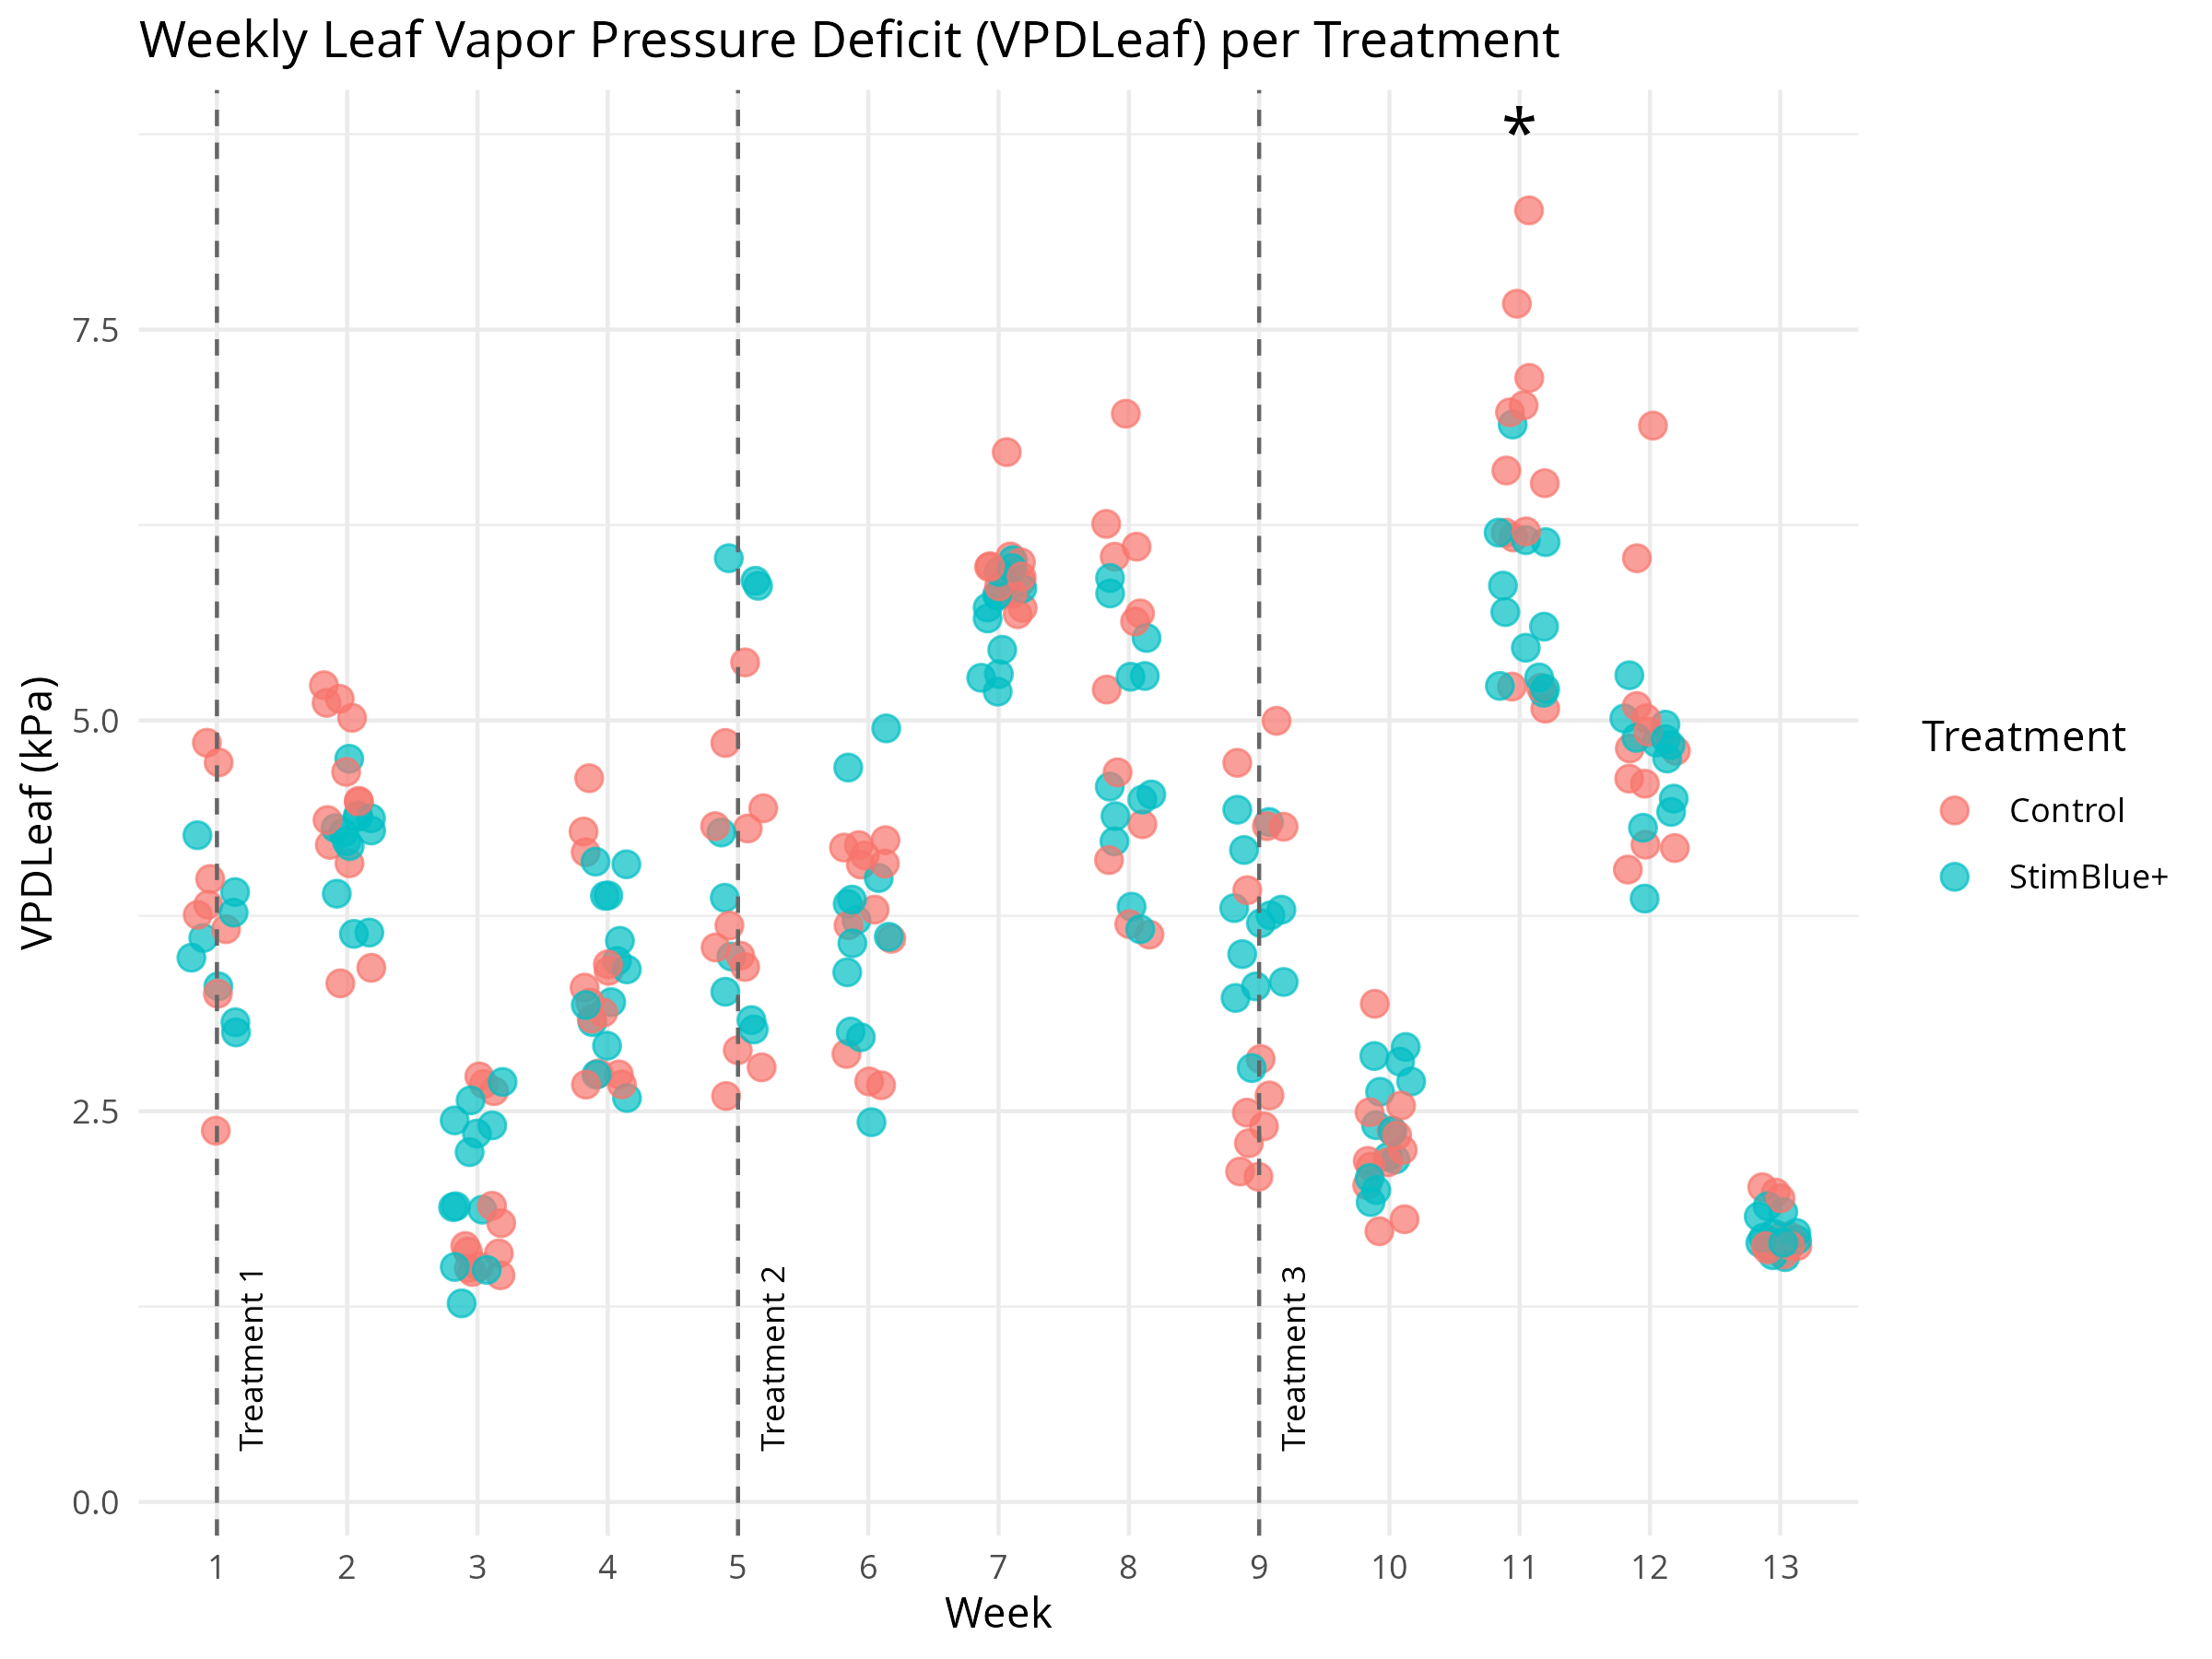 Weekly Leaf Vapor Pressure Deficit (VPDLeaf) per Treatment
*
7.5
5.0
2.5
0.0
VPDLeaf (kPa)
Treatment 1
Treatment 2
Treatment 3
1 2 3 4 5 6 7 8 9 10 11 12 13
Week
Treatment
Control
StimBlue+